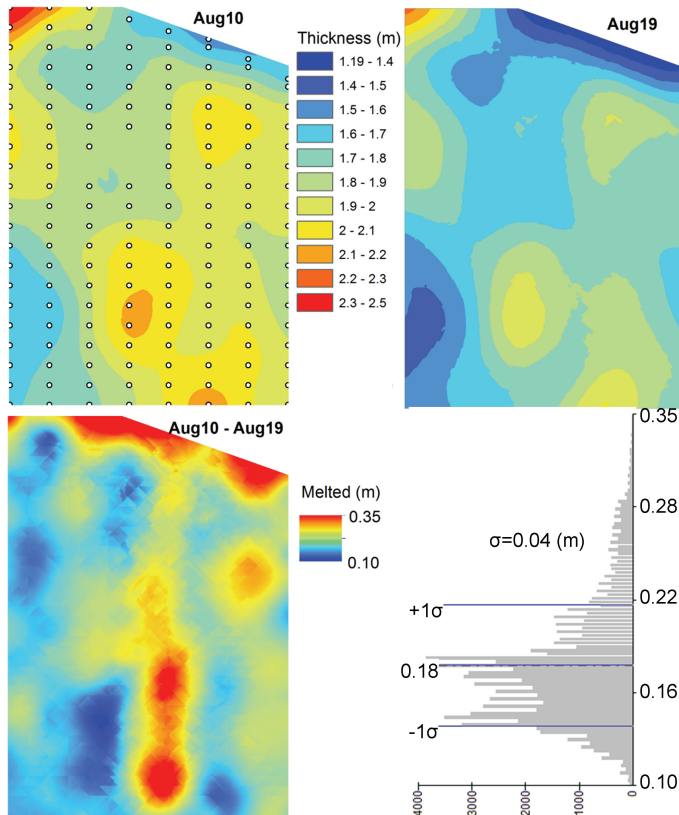 Aug10
Thickness (m)
1.19 - 1.4
1.4 - 1.5
1.5 - 1.6
1.6 - 1.7
1.7 - 1.8
1.8 - 1.9
1.9 - 2
2 - 2.1
2.1 - 2.2
2.2 - 2.3
2.3 - 2.5
Aug19
Aug10 - Aug19
Melted (m)
0.35
0.10
0.35
0.28
σ=0.04 (m)
0.22
+1σ
0.18
0.16
-1σ
0.10
4000
3000
2000
1000
0